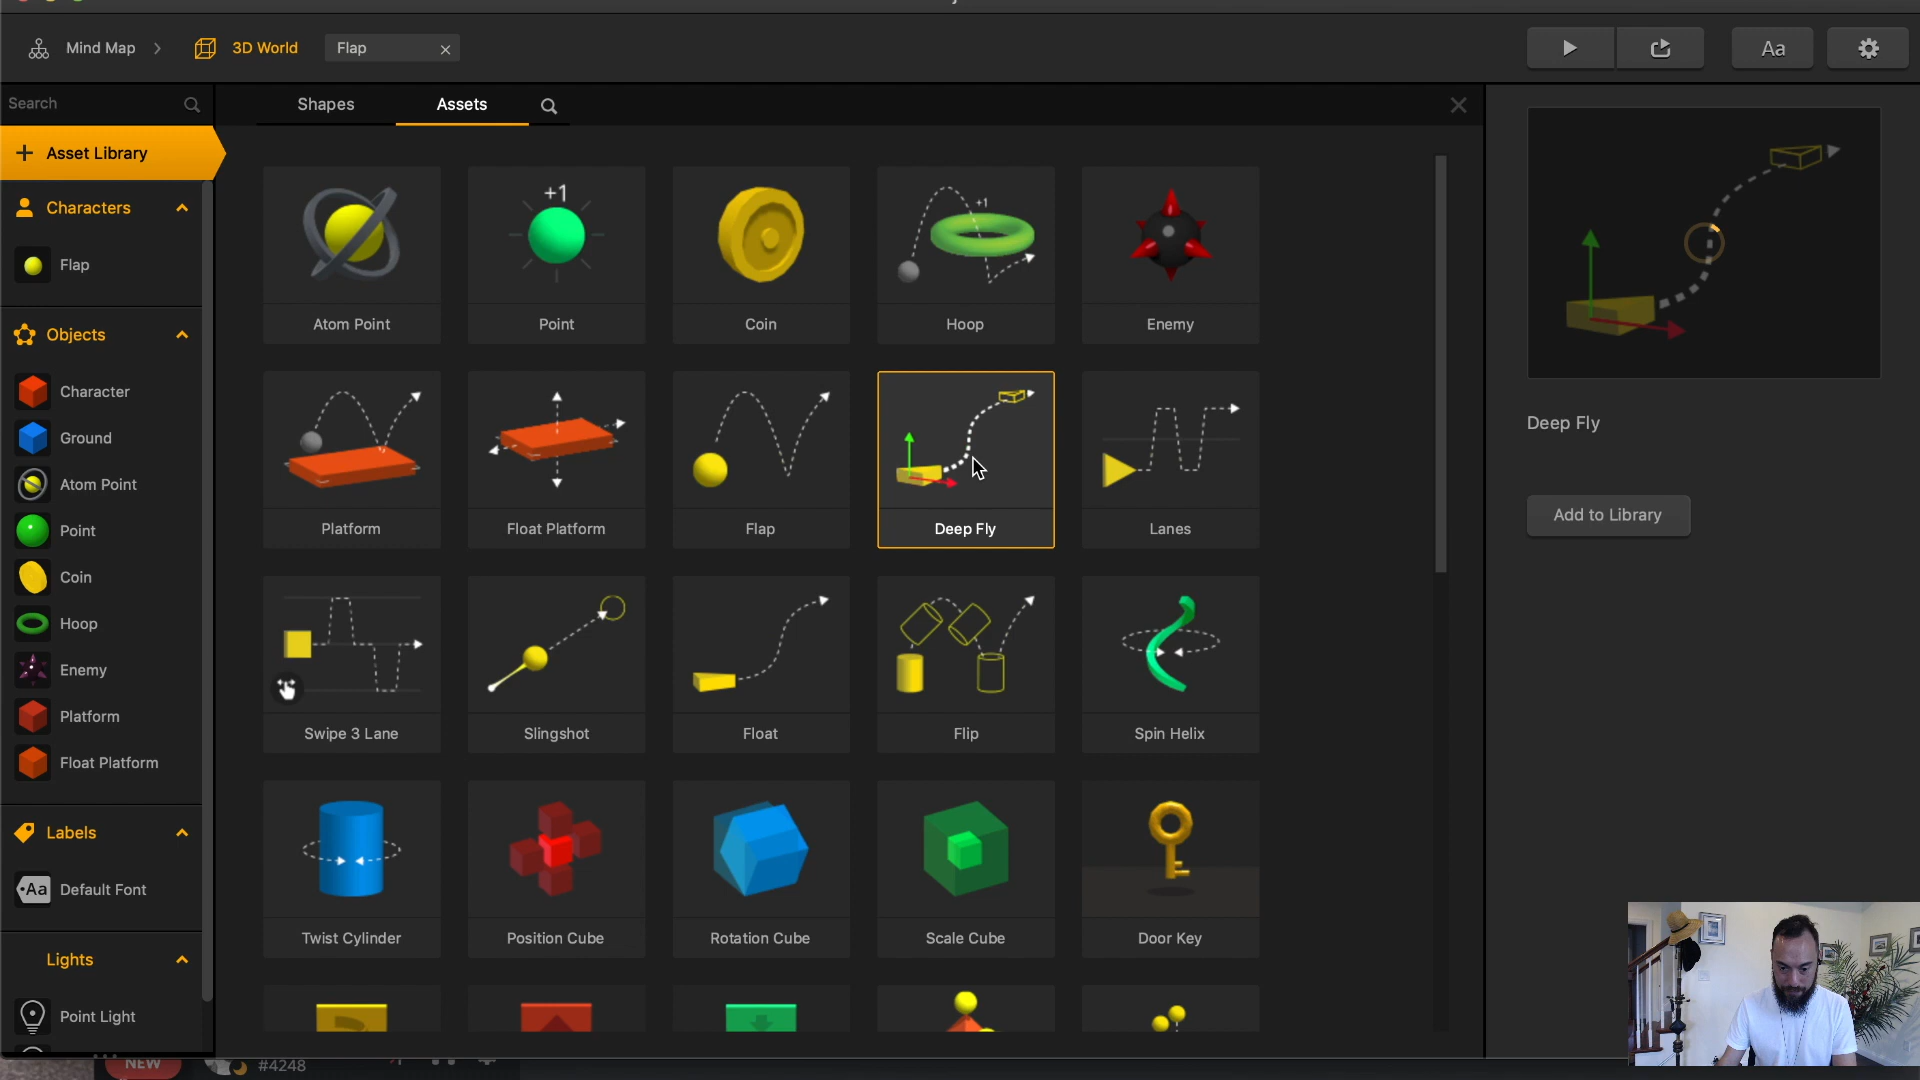 Mind Map
3D World
Flap
Aa
Search
Shapes
Assets
Asset Library
Characters
Flap
Objects
Character
Ground
Atom Point
Point
Coin
Hoop
Enemy
Platform
Float Platform
Labels
Aa Default Font
Lights
Point Light
+1
+1
Atom Point
Point
Coin
Hoop
Enemy
Platform
Float Platform
Flap
Deep Fly
Lanes
Swipe 3 Lane
Slingshot
Float
Flip
Spin Helix
Twist Cylinder
Position Cube
Rotation Cube
Scale Cube
Door Key
Deep Fly
Add to Library
NEW
#4248